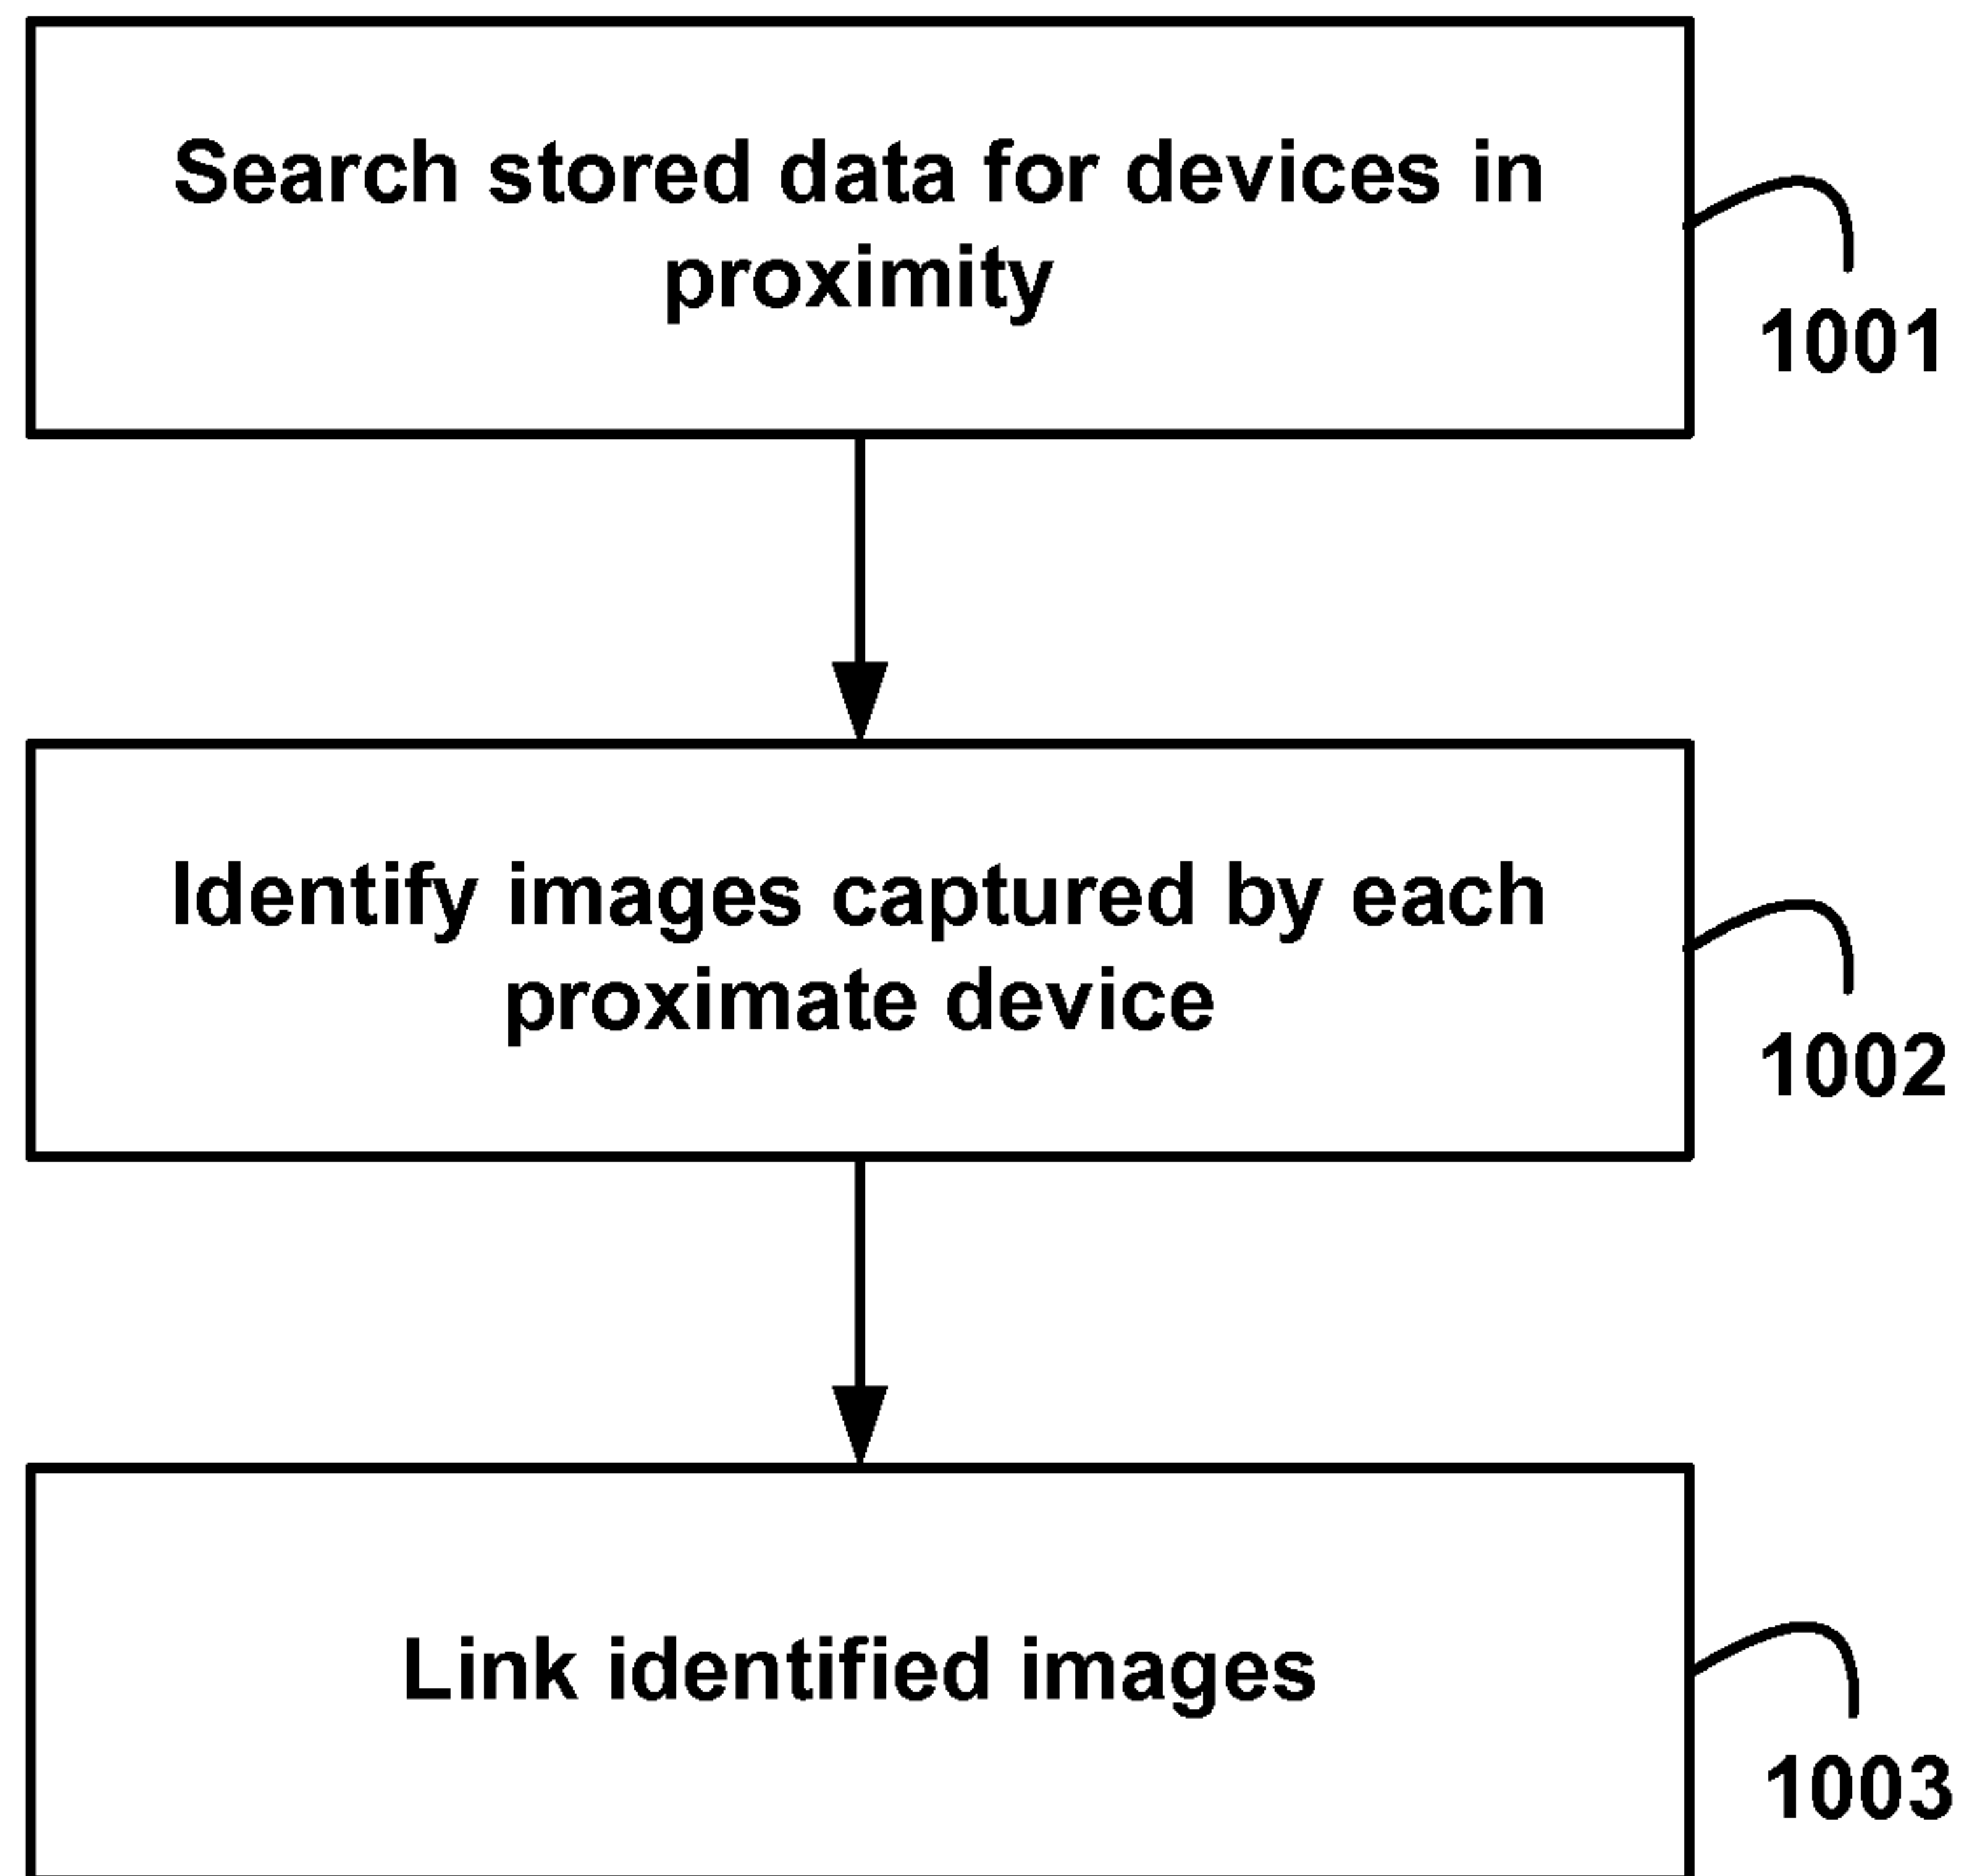 Search stored data for devices in
proximity
1001
Identify images captured by each
proximate device
1002
Link identified images
1003